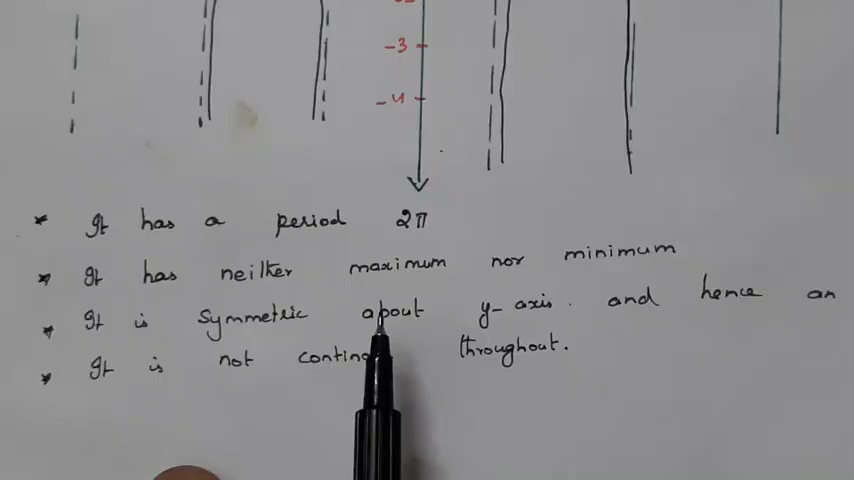 -3
-4
* It has a period 2π
* It has neither maximum nor minimum
* It is symmetric about y-axis. and hence an
* It is not throughout.